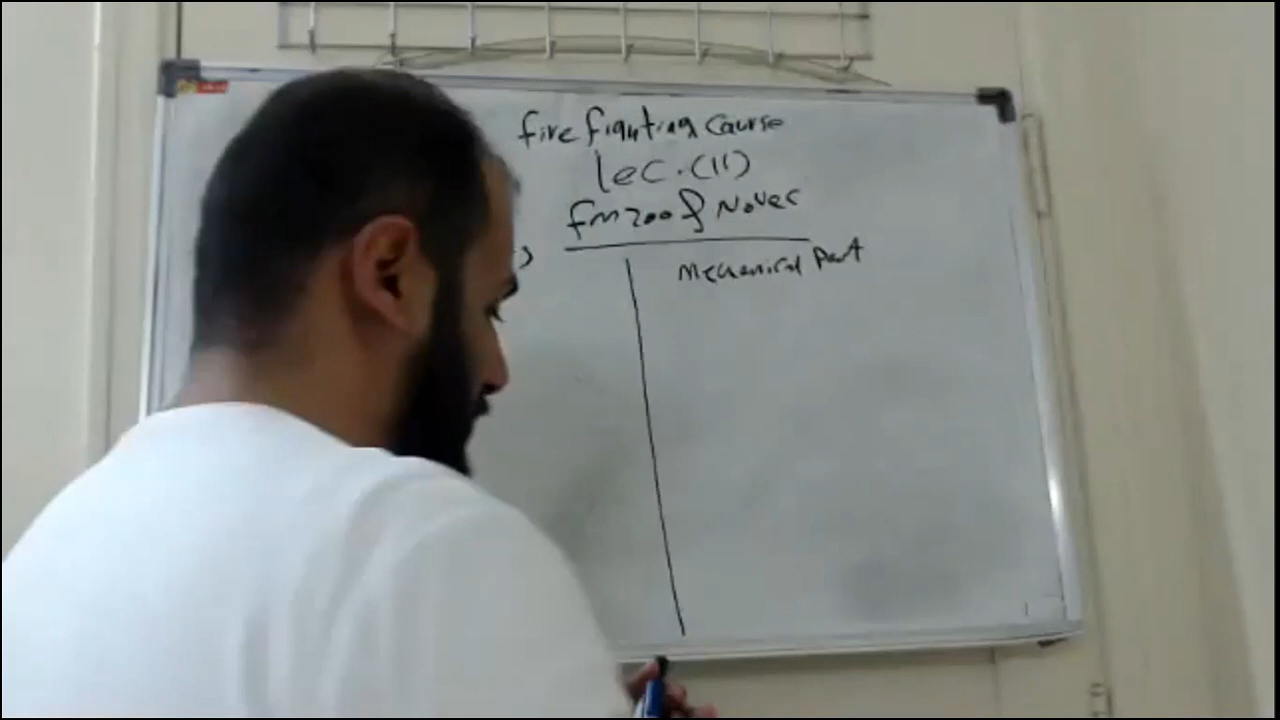 fire fighting course
lec.(11)
fm200 & Novec
Mechanical Part